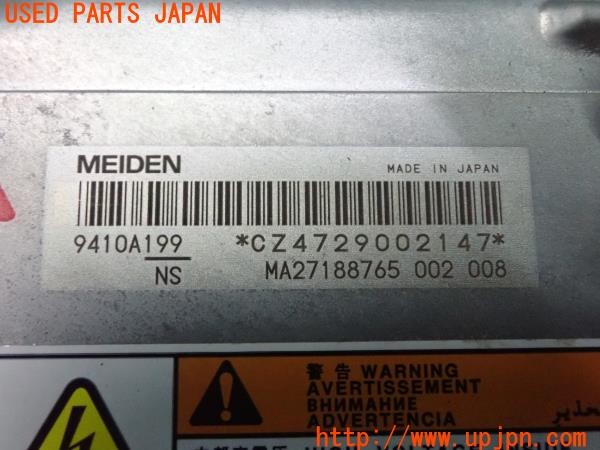 USED PARTS JAPAN
MEIDEN
MADE IN JAPAN
9410A199
*CZ4729002147*
NS
MA27188765 002 008
警告 WARNING
AVERTISSEMENT
ВНИМАНИЕ
ADVERTENCIA
تحذير
http://www.upjpn.com/